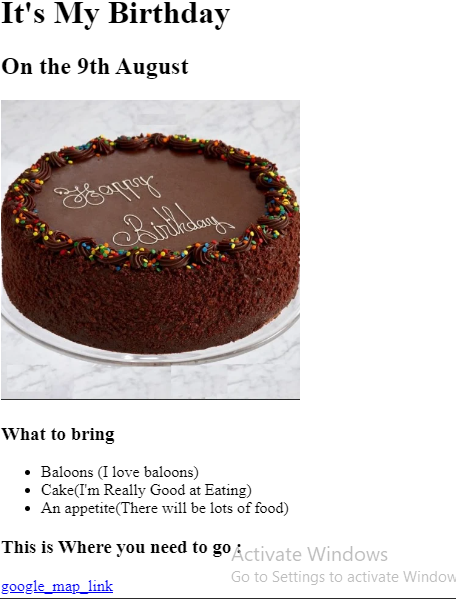 It's My Birthday
On the 9th August
Happy
Birthday
What to bring
Baloons (I love baloons)
Cake(I'm Really Good at Eating)
An appetite(There will be lots of food)
This is Where you need to go :
Activate Windows
Go to Settings to activate Window
google_map_link